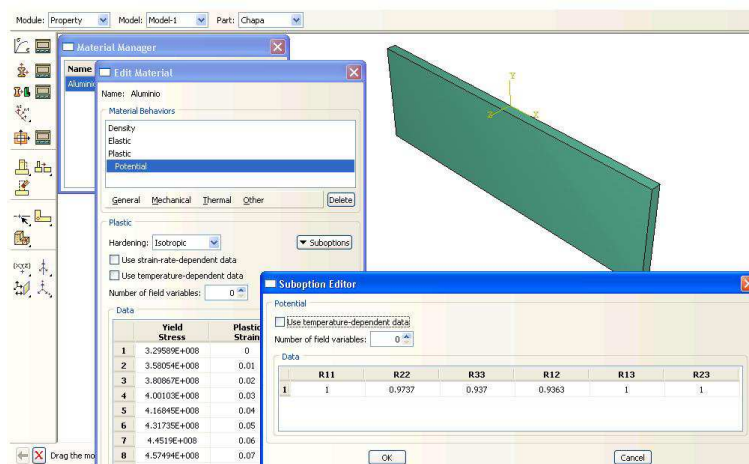 Module: Property Model: Model-1 Part: Chapa
Material Manager
Name
Aluminio
Edit Material
Name: Aluminio
Material Behaviors
Density
Elastic
Plastic
Potential
General Mechanical Thermal Other Delete
Plastic
Hardening: Isotropic Suboptions
Use strain-rate-dependent data
Use temperature-dependent data
Number of field variables: 0
Data
Yield Stress Plastic Strain
1 3.29589E+008 0
2 3.58054E+008 0.01
3 3.80867E+008 0.02
4 4.00103E+008 0.03
5 4.16845E+008 0.04
6 4.31735E+008 0.05
7 4.4519E+008 0.06
8 4.57494E+008 0.07
Y
Z X
Suboption Editor
Potential
Use temperature-dependent data
Number of field variables: 0
Data
R11 R22 R33 R12 R13 R23
1 1 0.9737 0.937 0.9363 1 1
OK Cancel
Drag the mo